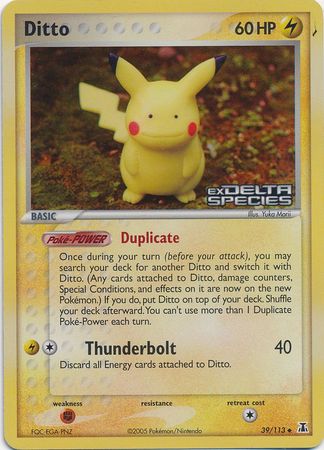 Ditto 60 HP
EX DELTA
SPECIES
BASIC
Illus. Yuka Morii
Poké-POWER Duplicate
Once during your turn (before your attack), you may
search your deck for another Ditto and switch it with
Ditto. (Any cards attached to Ditto, damage counters,
Special Conditions, and effects on it are now on the new
Pokémon.) If you do, put Ditto on top of your deck. Shuffle
your deck afterward. You can't use more than 1 Duplicate
Poké-Power each turn.
Thunderbolt 40
Discard all Energy cards attached to Ditto.
weakness resistance retreat cost
FQC-EGA-PNZ ©2005 Pokémon/Nintendo 39/113